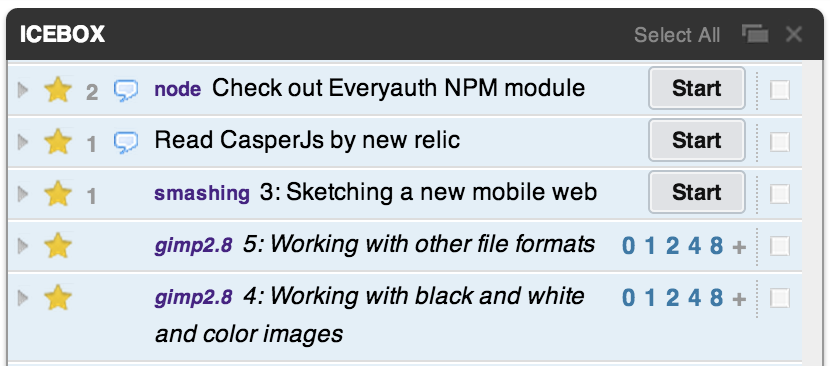 ICEBOX Select All
2 node Check out Everyauth NPM module Start
1 Read CasperJs by new relic Start
1 smashing 3: Sketching a new mobile web Start
gimp2.8 5: Working with other file formats 0 1 2 4 8 +
gimp2.8 4: Working with black and white 0 1 2 4 8 +
and color images